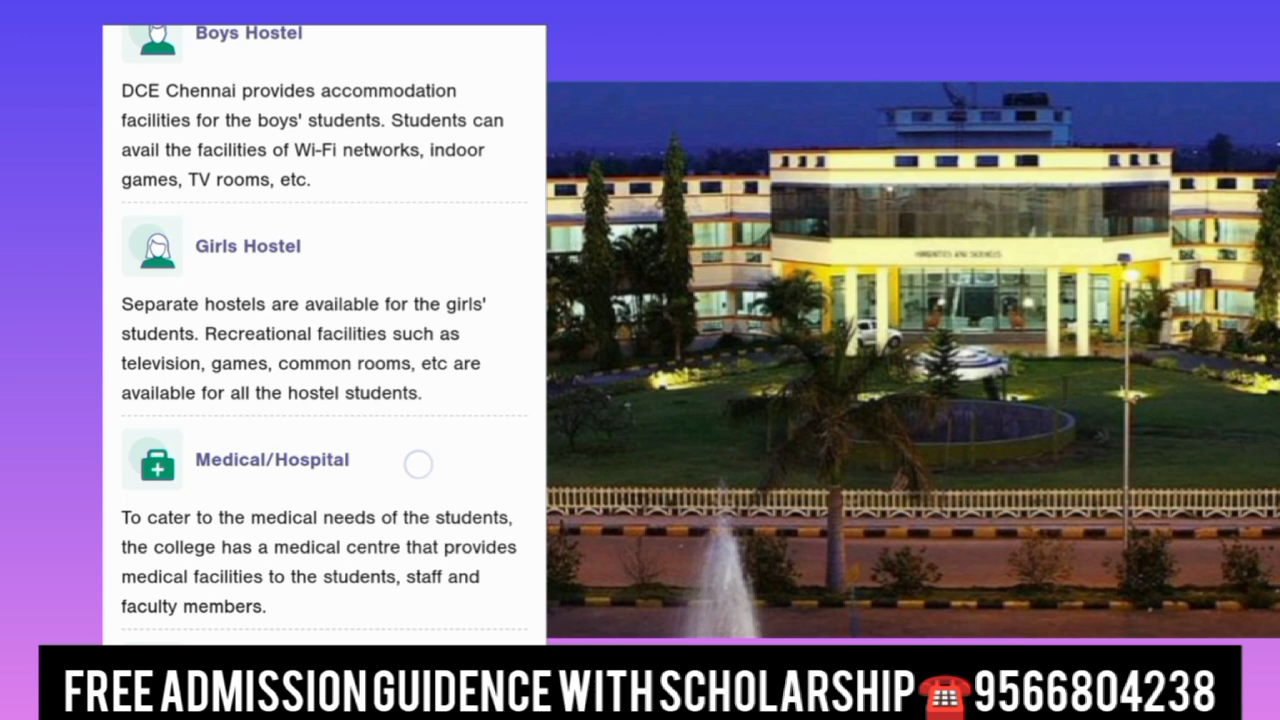 Boys Hostel
DCE Chennai provides accommodation
facilities for the boys' students. Students can
avail the facilities of Wi-Fi networks, indoor
games, TV rooms, etc.
Girls Hostel
Separate hostels are available for the girls'
students. Recreational facilities such as
television, games, common rooms, etc are
available for all the hostel students.
Medical/Hospital
To cater to the medical needs of the students,
the college has a medical centre that provides
medical facilities to the students, staff and
faculty members.
FREE ADMISSION GUIDENCE WITH SCHOLARSHIP☎️9566804238